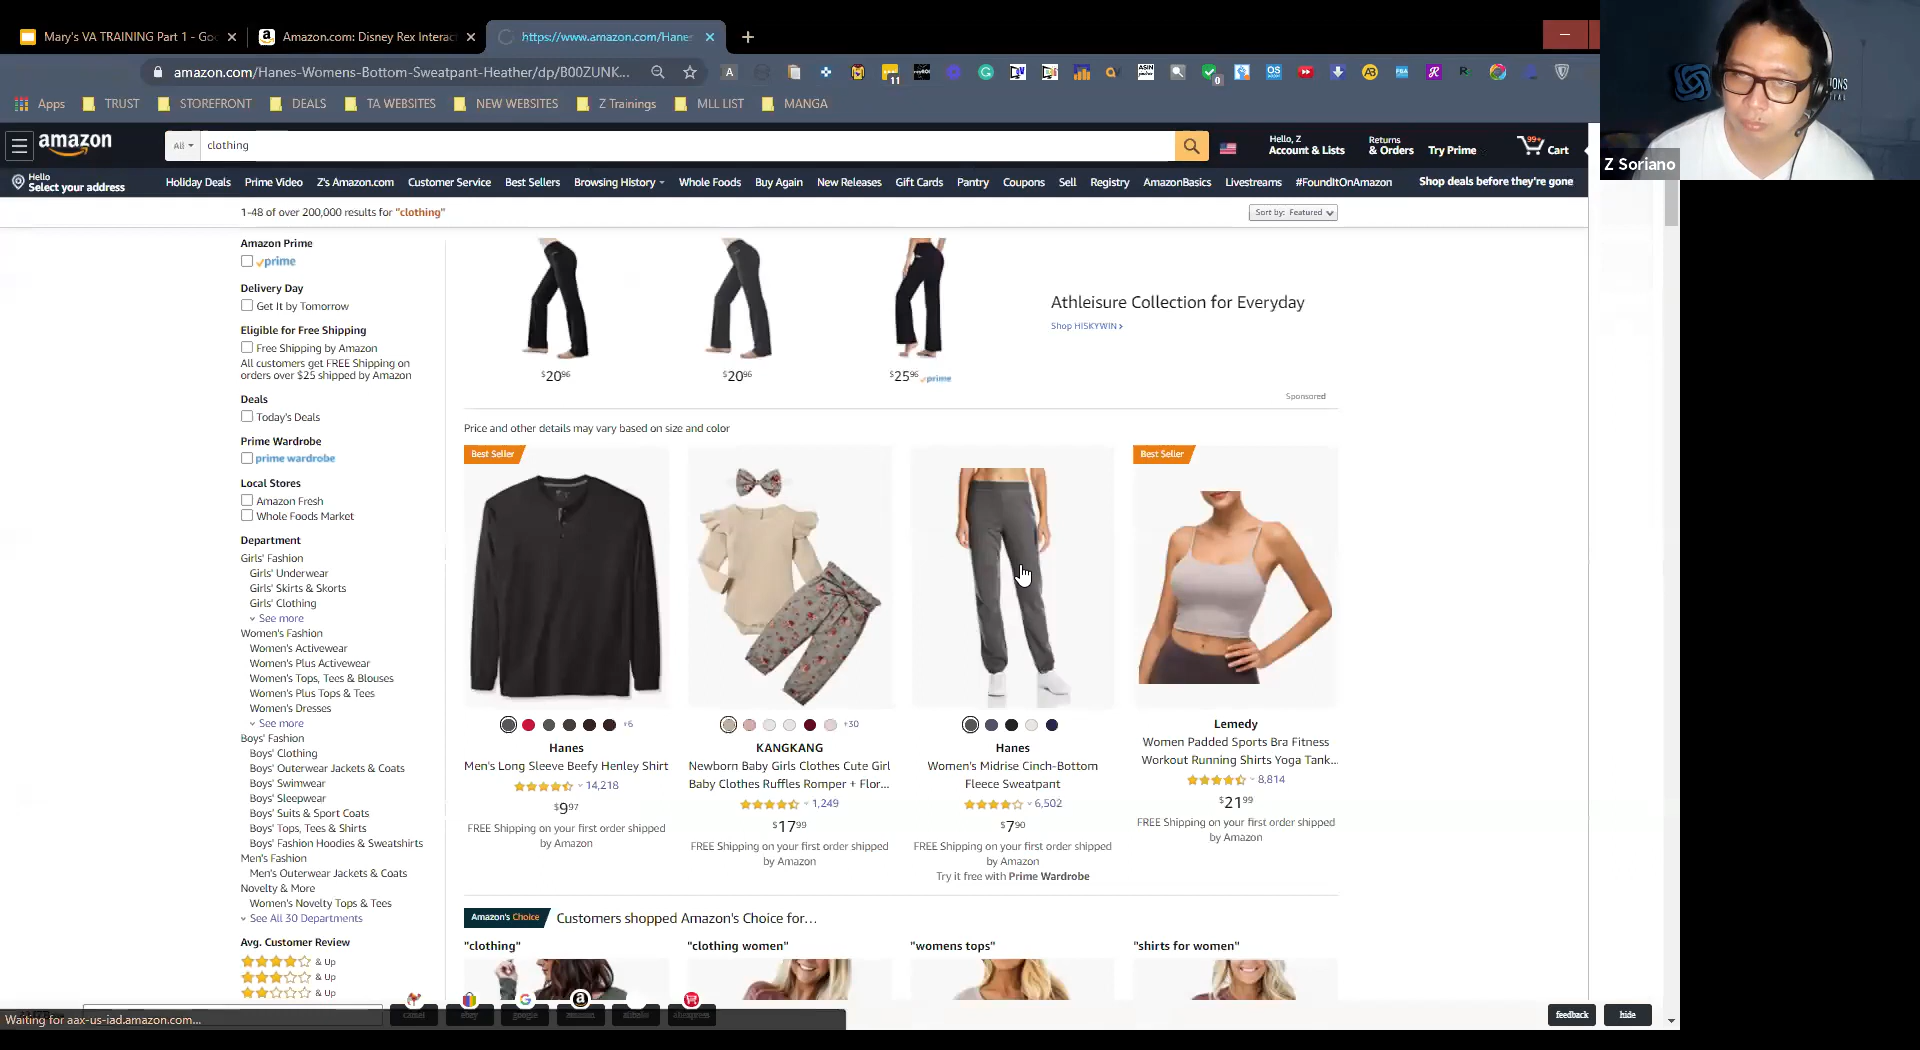 Mary's VA TRAINING Part 1 - Goo
Amazon.com: Disney Rex Interac
https://www.amazon.com/Hanes
amazon.com/Hanes-Womens-Bottom-Sweatpant-Heather/dp/B00ZUNK...
Apps
TRUST
STOREFRONT
DEALS
TA WEBSITES
NEW WEBSITES
Z Trainings
MLL LIST
MANGA
Z Soriano
amazon
All
clothing
Hello, Z
Account & Lists
Returns
& Orders
Try Prime
99+
Cart
Hello
Select your address
Holiday Deals
Prime Video
Z's Amazon.com
Customer Service
Best Sellers
Browsing History
Whole Foods
Buy Again
New Releases
Gift Cards
Pantry
Coupons
Sell
Registry
AmazonBasics
Livestreams
#FoundItOnAmazon
Shop deals before they're gone
1-48 of over 200,000 results for "clothing"
Sort by: Featured
Amazon Prime
prime
Delivery Day
Get It by Tomorrow
Eligible for Free Shipping
Free Shipping by Amazon
All customers get FREE Shipping on
orders over $25 shipped by Amazon
Deals
Today's Deals
Prime Wardrobe
prime wardrobe
Local Stores
Amazon Fresh
Whole Foods Market
Department
Girls' Fashion
Girls' Underwear
Girls' Skirts & Skorts
Girls' Clothing
See more
Women's Fashion
Women's Activewear
Women's Plus Activewear
Women's Tops, Tees & Blouses
Women's Plus Tops & Tees
Women's Dresses
See more
Boys' Fashion
Boys' Clothing
Boys' Outerwear Jackets & Coats
Boys' Swimwear
Boys' Sleepwear
Boys' Suits & Sport Coats
Boys' Tops, Tees & Shirts
Boys' Fashion Hoodies & Sweatshirts
Men's Fashion
Men's Outerwear Jackets & Coats
Novelty & More
Women's Novelty Tops & Tees
See All 30 Departments
Avg. Customer Review
& Up
& Up
& Up
$20.96
$20.96
$25.96 prime
Athleisure Collection for Everyday
Shop HISKYWIN
Sponsored
Price and other details may vary based on size and color
Best Seller
+6
Hanes
Men's Long Sleeve Beefy Henley Shirt
14,218
$9.97
FREE Shipping on your first order shipped
by Amazon
+30
KANGKANG
Newborn Baby Girls Clothes Cute Girl
Baby Clothes Ruffles Romper + Flor...
1,249
$17.99
FREE Shipping on your first order shipped
by Amazon
Hanes
Women's Midrise Cinch-Bottom
Fleece Sweatpant
6,502
$7.90
FREE Shipping on your first order shipped
by Amazon
Try it free with Prime Wardrobe
Best Seller
Lemedy
Women Padded Sports Bra Fitness
Workout Running Shirts Yoga Tank...
8,814
$21.99
FREE Shipping on your first order shipped
by Amazon
Amazon's Choice
Customers shopped Amazon's Choice for...
"clothing"
"clothing women"
"womens tops"
"shirts for women"
camel
ebay
google
amazon
aliexpress
feedback
hide
Waiting for aax-us-iad.amazon.com...